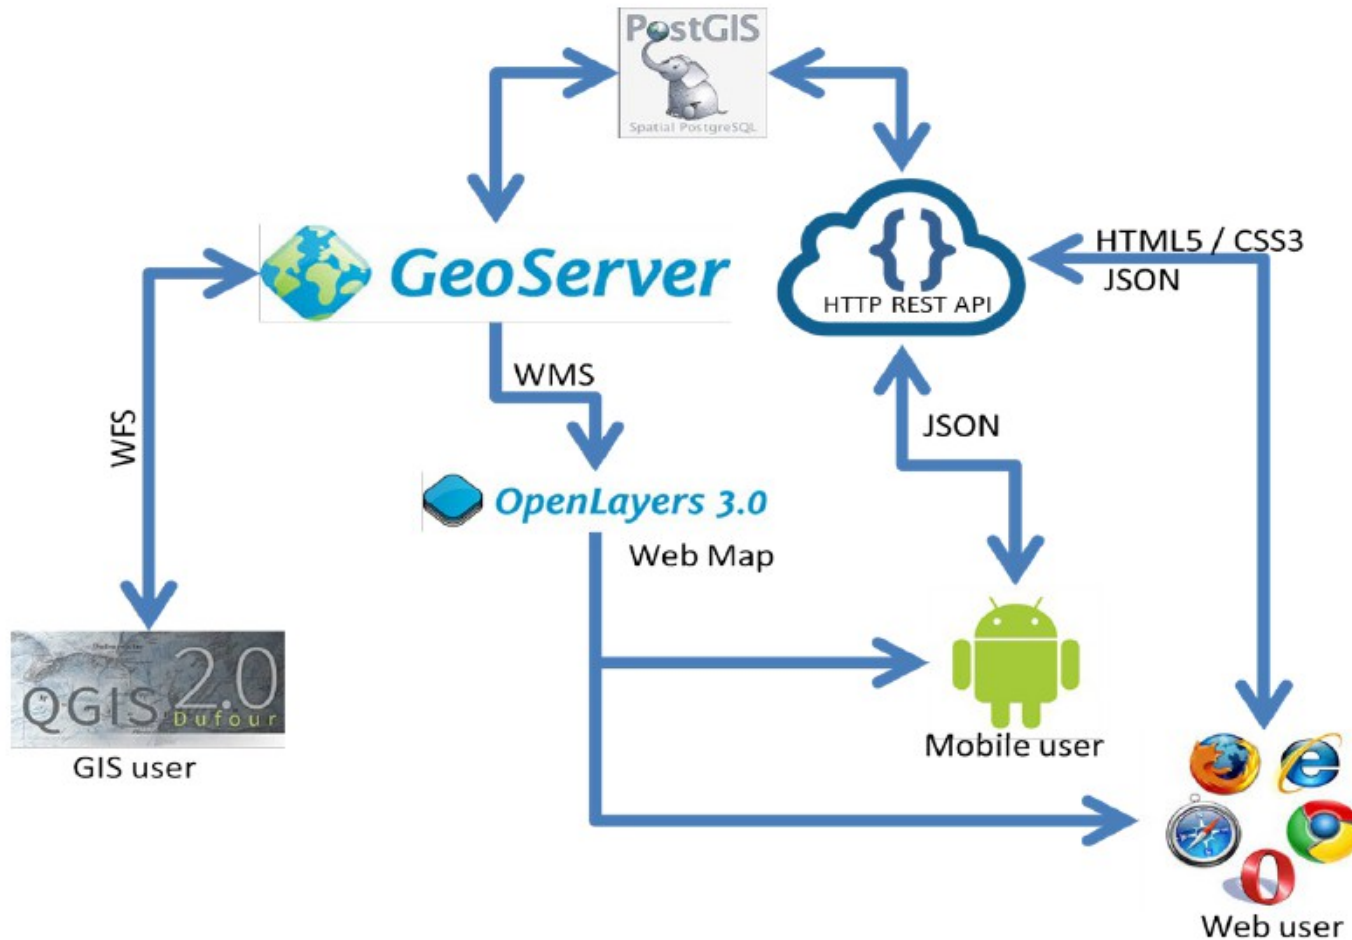 PostGIS
Spatial PostgreSQL
GeoServer
HTTP REST API
HTML5 / CSS3
JSON
WMS
WFS
JSON
OpenLayers 3.0
Web Map
QGIS 2.0
Dufour
GIS user
Mobile user
Web user